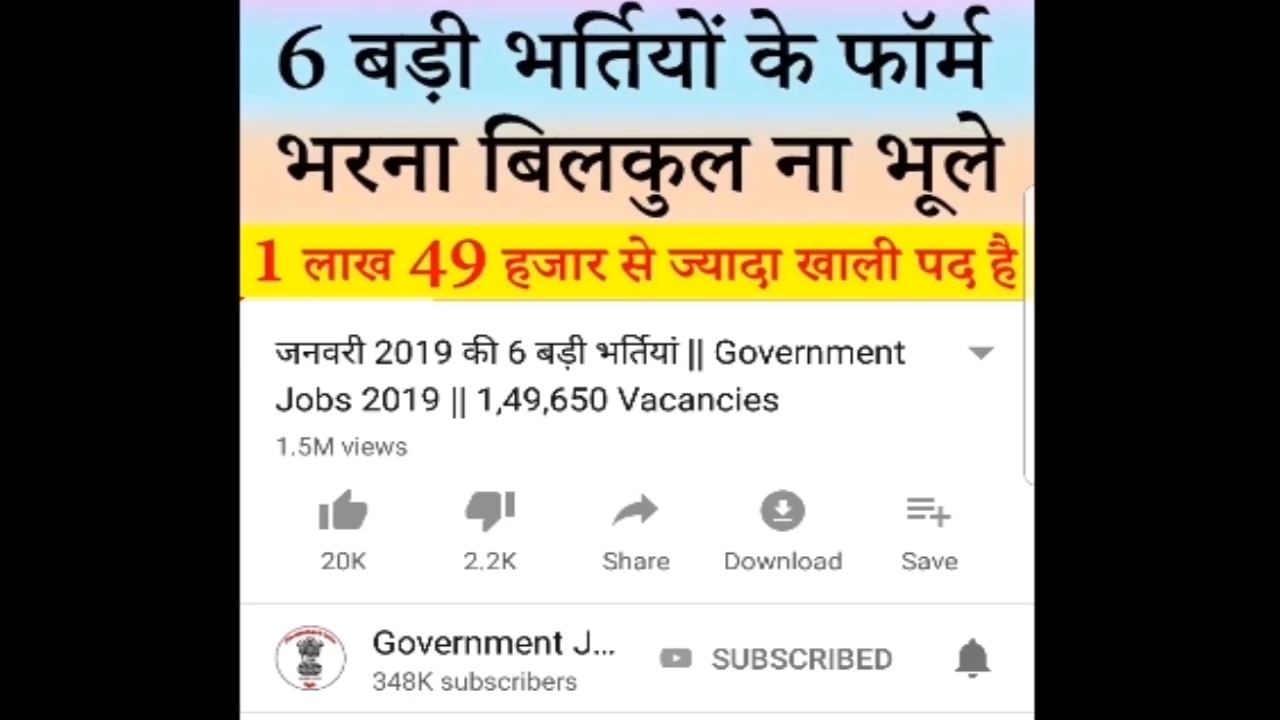 6 बड़ी भर्तियों के फॉर्म
भरना बिलकुल ना भूले
1 लाख 49 हजार से ज्यादा खाली पद है
जनवरी 2019 की 6 बड़ी भर्तियां || Government
Jobs 2019 || 1,49,650 Vacancies
1.5M views
20K
2.2K
Share
Download
Save
Government J...
348K subscribers
SUBSCRIBED